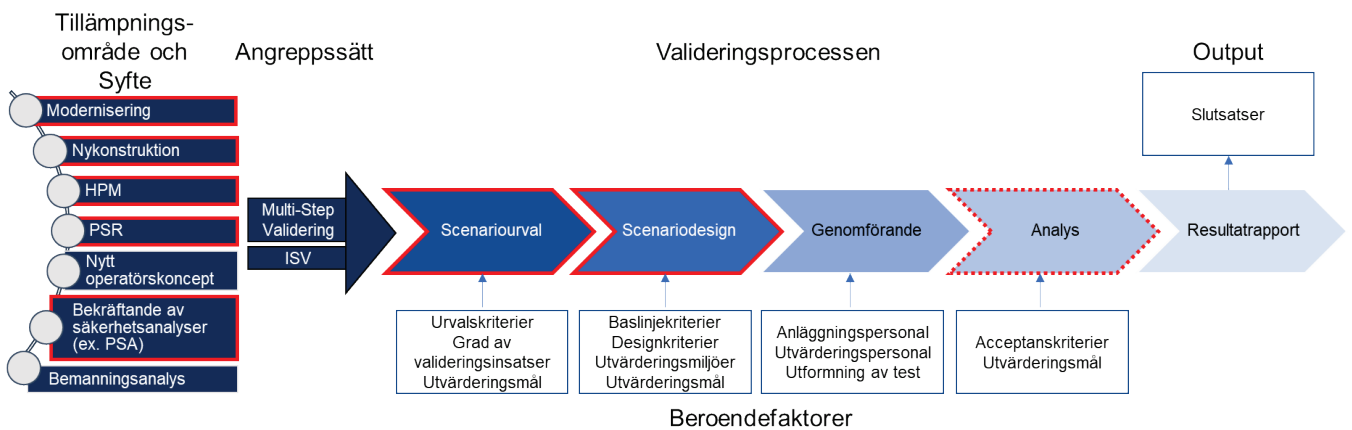 Tillämpnings-
område och
Syfte
Angreppssätt
Valideringsprocessen
Output
Modernisering
Nykonstruktion
HPM
PSR
Nytt
operatörskoncept
Bekräftande av
säkerhetsanalyser
(ex. PSA)
Bemanningsanalys
Multi-Step
Validering
ISV
Scenariourval
Scenariodesign
Genomförande
Analys
Resultatrapport
Slutsatser
Urvalskriterier
Grad av
valideringsinsatser
Utvärderingsmål
Baslinjekriterier
Designkriterier
Utvärderingsmiljöer
Utvärderingsmål
Anläggningspersonal
Utvärderingspersonal
Utformning av test
Acceptanskriterier
Utvärderingsmål
Beroendefaktorer